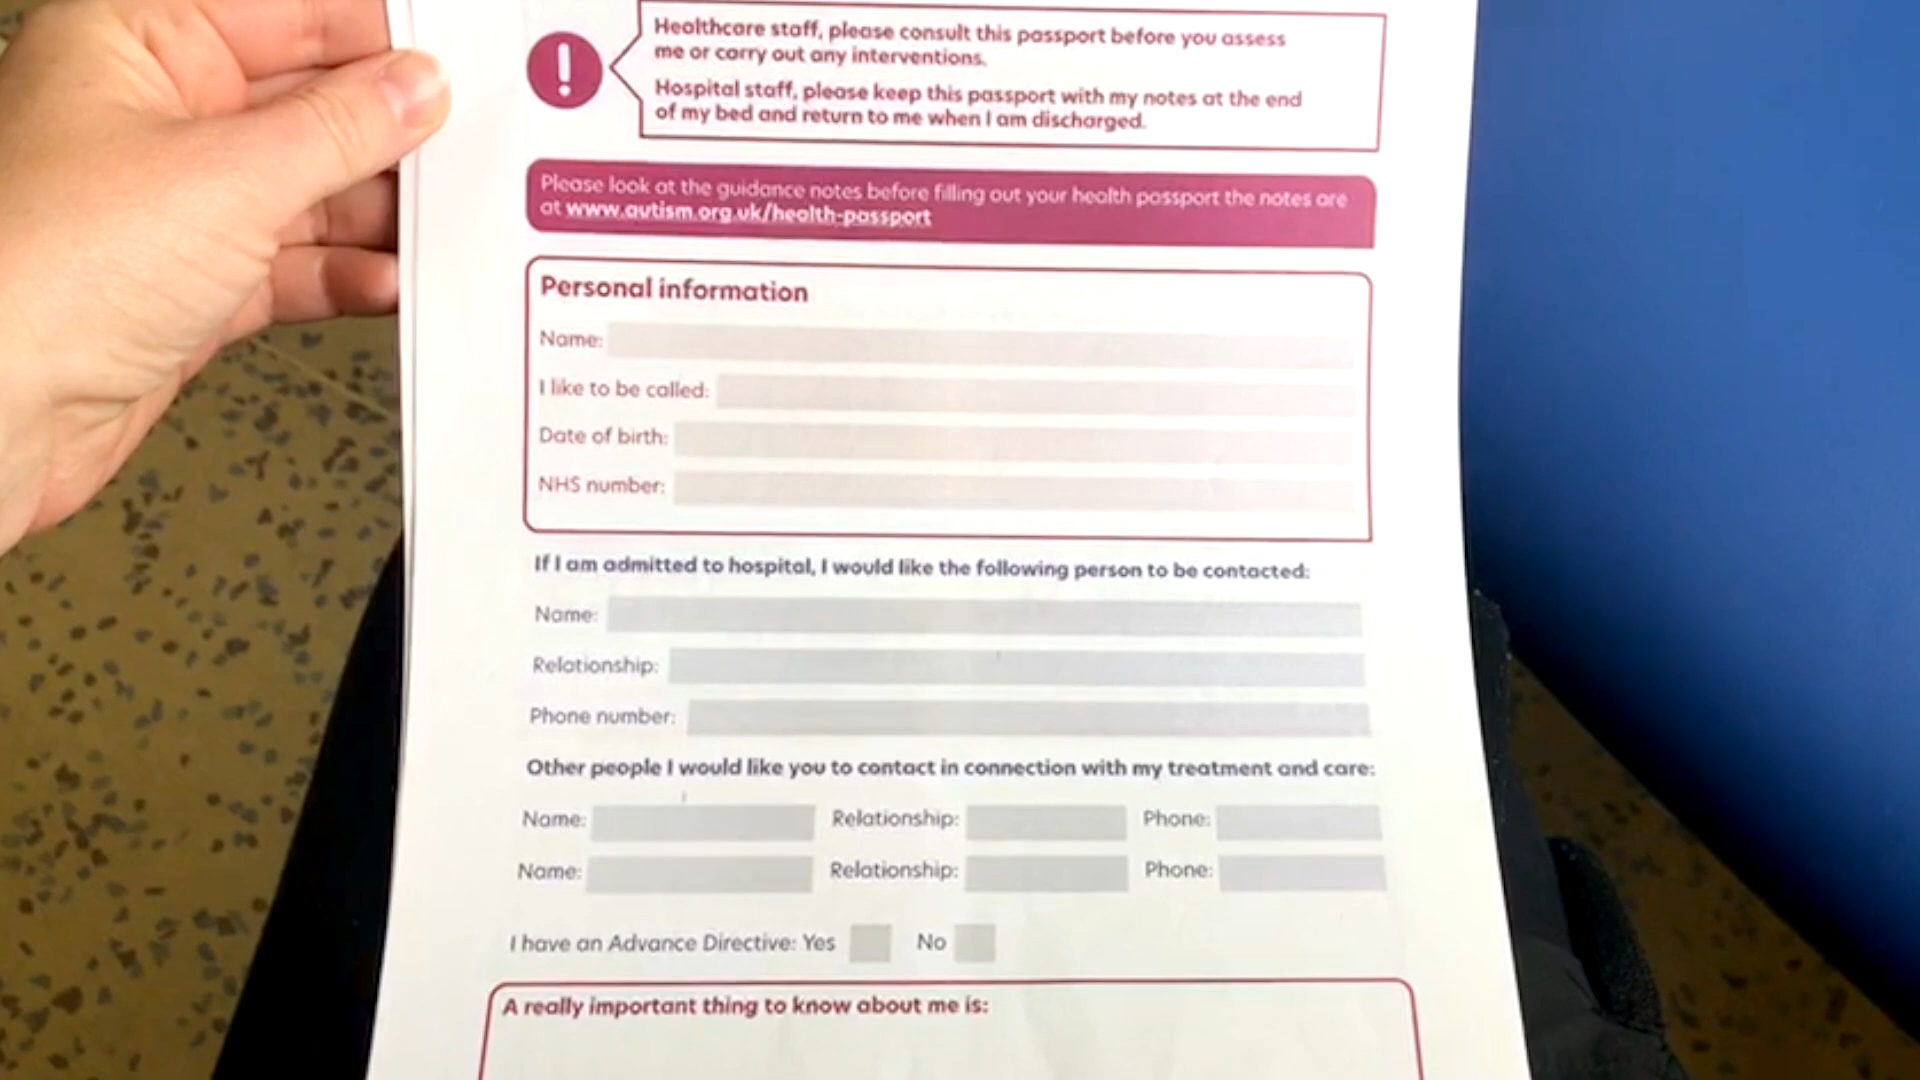 !
Healthcare staff, please consult this passport before you assess
me or carry out any interventions.
Hospital staff, please keep this passport with my notes at the end
of my bed and return to me when I am discharged.
Please look at the guidance notes before filling out your health passport the notes are
at www.autism.org.uk/health-passport
Personal information
Name:
I like to be called:
Date of birth:
NHS number:
If I am admitted to hospital, I would like the following person to be contacted:
Name:
Relationship:
Phone number:
Other people I would like you to contact in connection with my treatment and care:
Name: Relationship: Phone:
Name: Relationship: Phone:
I have an Advance Directive: Yes No
A really important thing to know about me is: